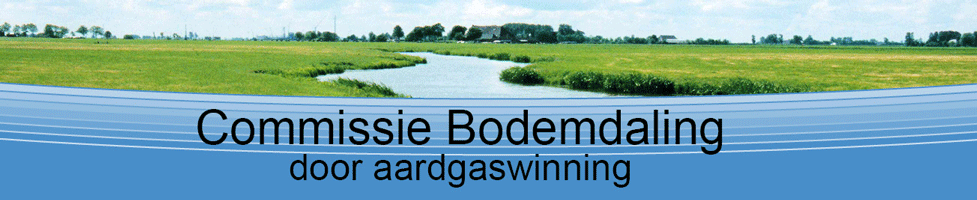 Commissie Bodemdaling
door aardgaswinning